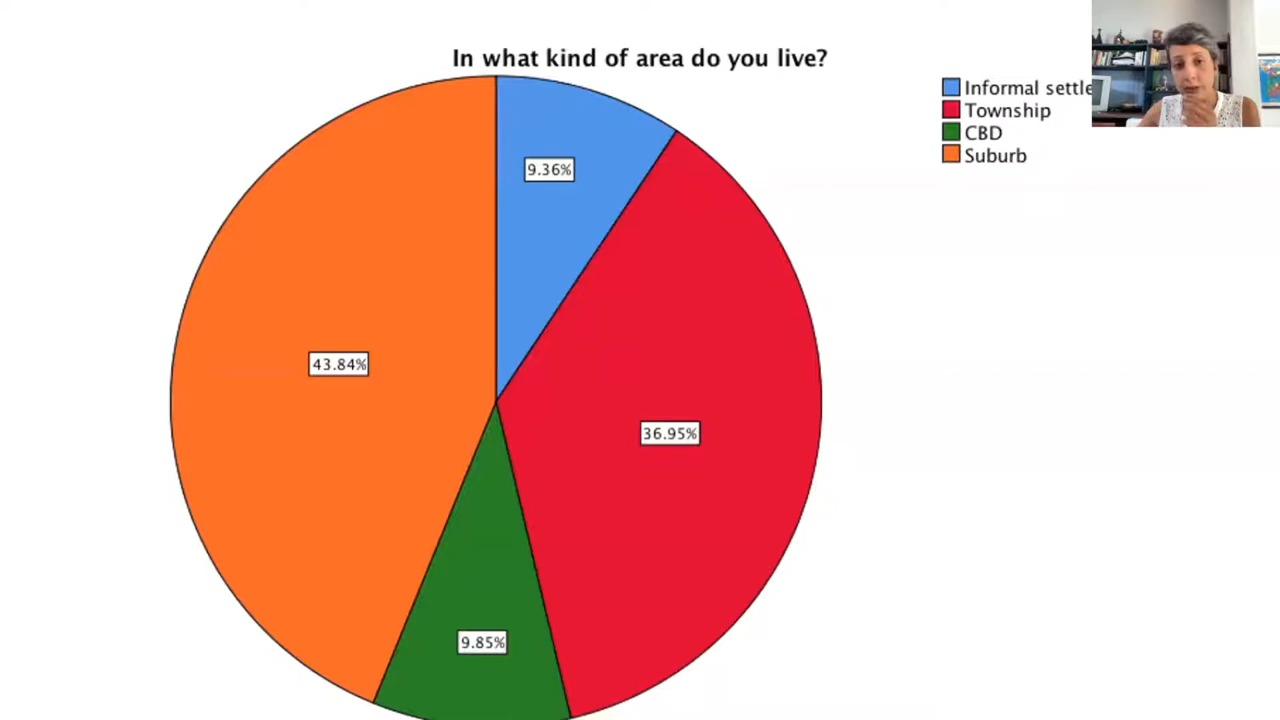 In what kind of area do you live?
Informal settle
Township
CBD
Suburb
9.36%
43.84%
36.95%
9.85%